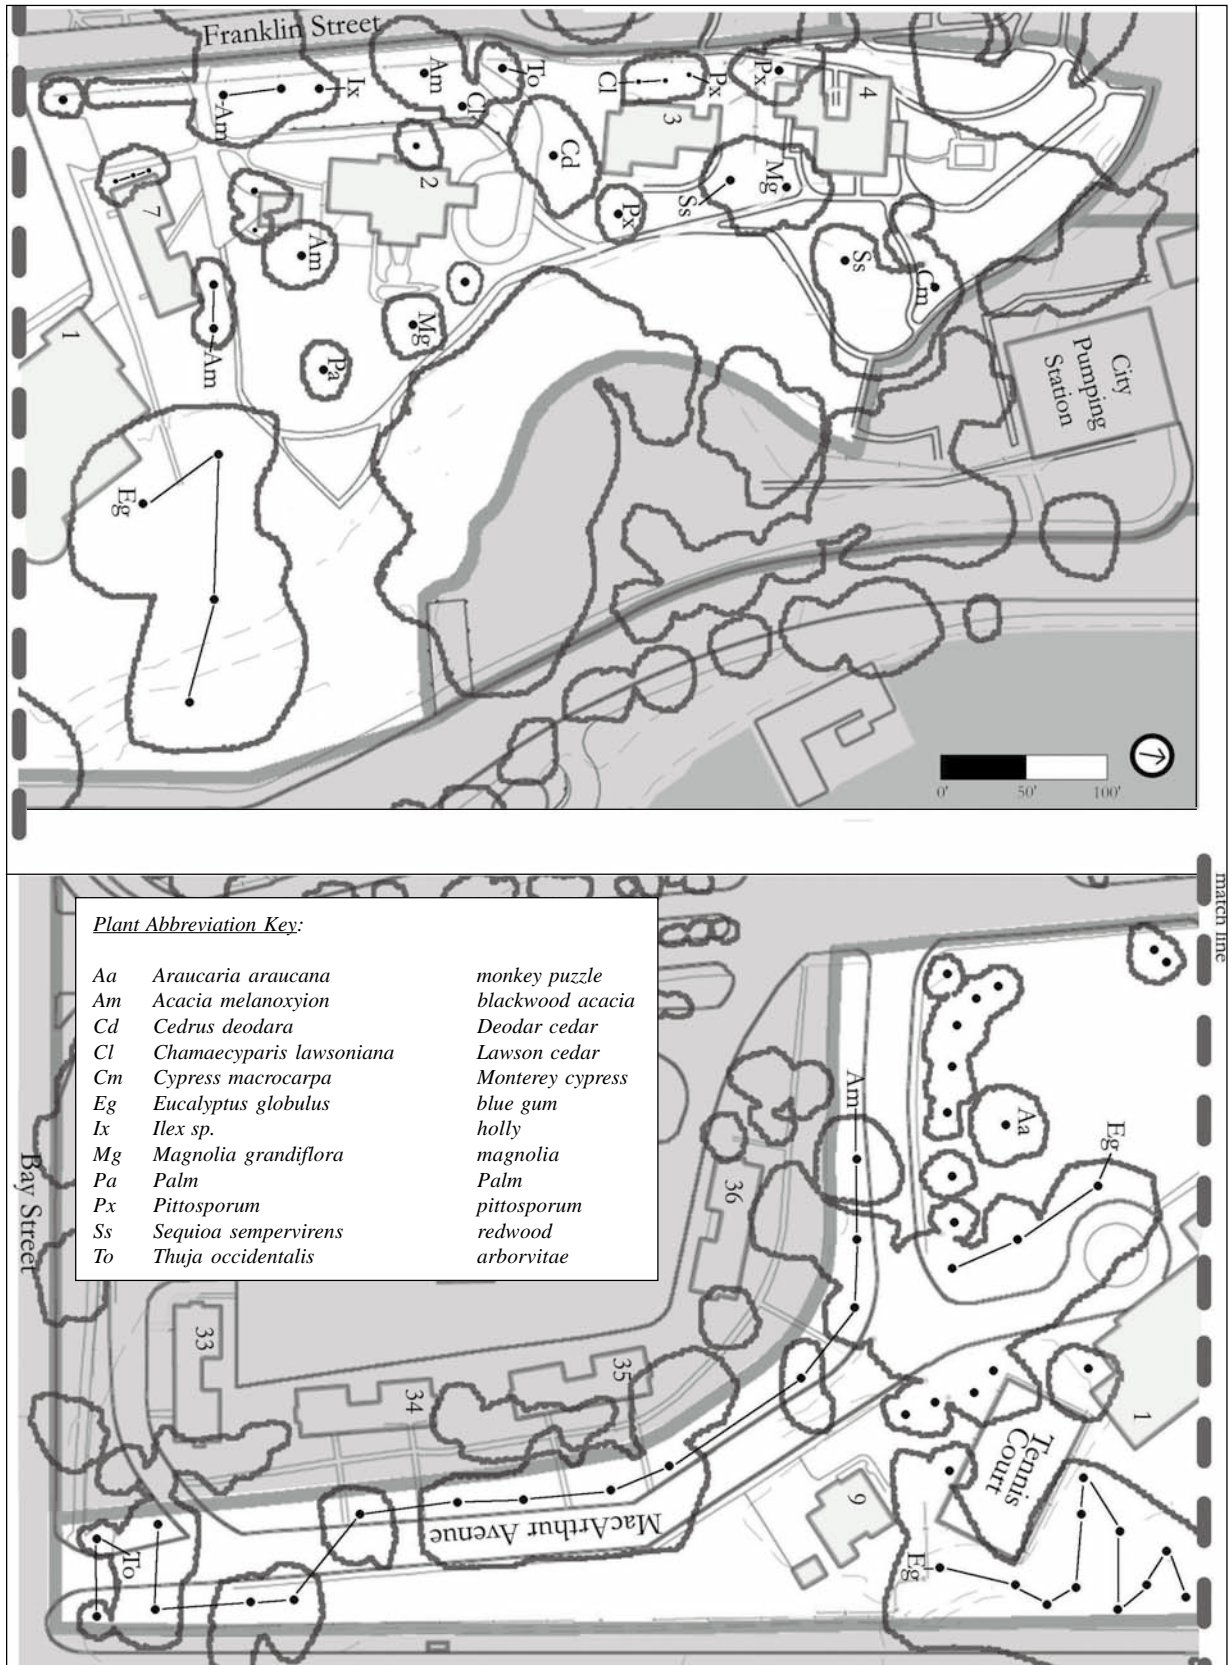 Franklin Street
Ix
Am
Am
Cl
To
Cl
Px
Px
4
3
Cd
2
7
Mg
Ss
Px
Am
Ss
Cm
Mg
Am
Pa
1
City
Pumping
Station
Eg
0' 50' 100'
match line
Plant Abbreviation Key:
Aa Araucaria araucana monkey puzzle
Am Acacia melanoxyion blackwood acacia
Cd Cedrus deodara Deodar cedar
Cl Chamaecyparis lawsoniana Lawson cedar
Cm Cypress macrocarpa Monterey cypress
Eg Eucalyptus globulus blue gum
Ix Ilex sp. holly
Mg Magnolia grandiflora magnolia
Pa Palm Palm
Px Pittosporum pittosporum
Ss Sequioa sempervirens redwood
To Thuja occidentalis arborvitae
Am
Aa
Eg
Bay Street
36
33
35
34
1
Tennis
Court
9
MacArthur Avenue
Eg
To